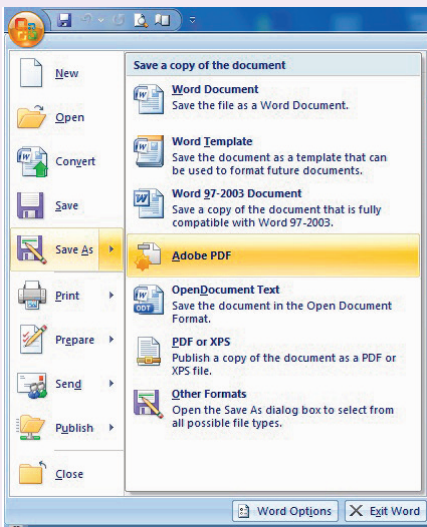 New
Open
Convert
Save
Save As
Print
Prepare
Send
Publish
Close
Save a copy of the document
Word Document
Save the file as a Word Document.
Word Template
Save the document as a template that can
be used to format future documents.
Word 97-2003 Document
Save a copy of the document that is fully
compatible with Word 97-2003.
Adobe PDF
OpenDocument Text
Save the document in the Open Document
Format.
PDF or XPS
Publish a copy of the document as a PDF or
XPS file.
Other Formats
Open the Save As dialog box to select from
all possible file types.
Word Options
Exit Word